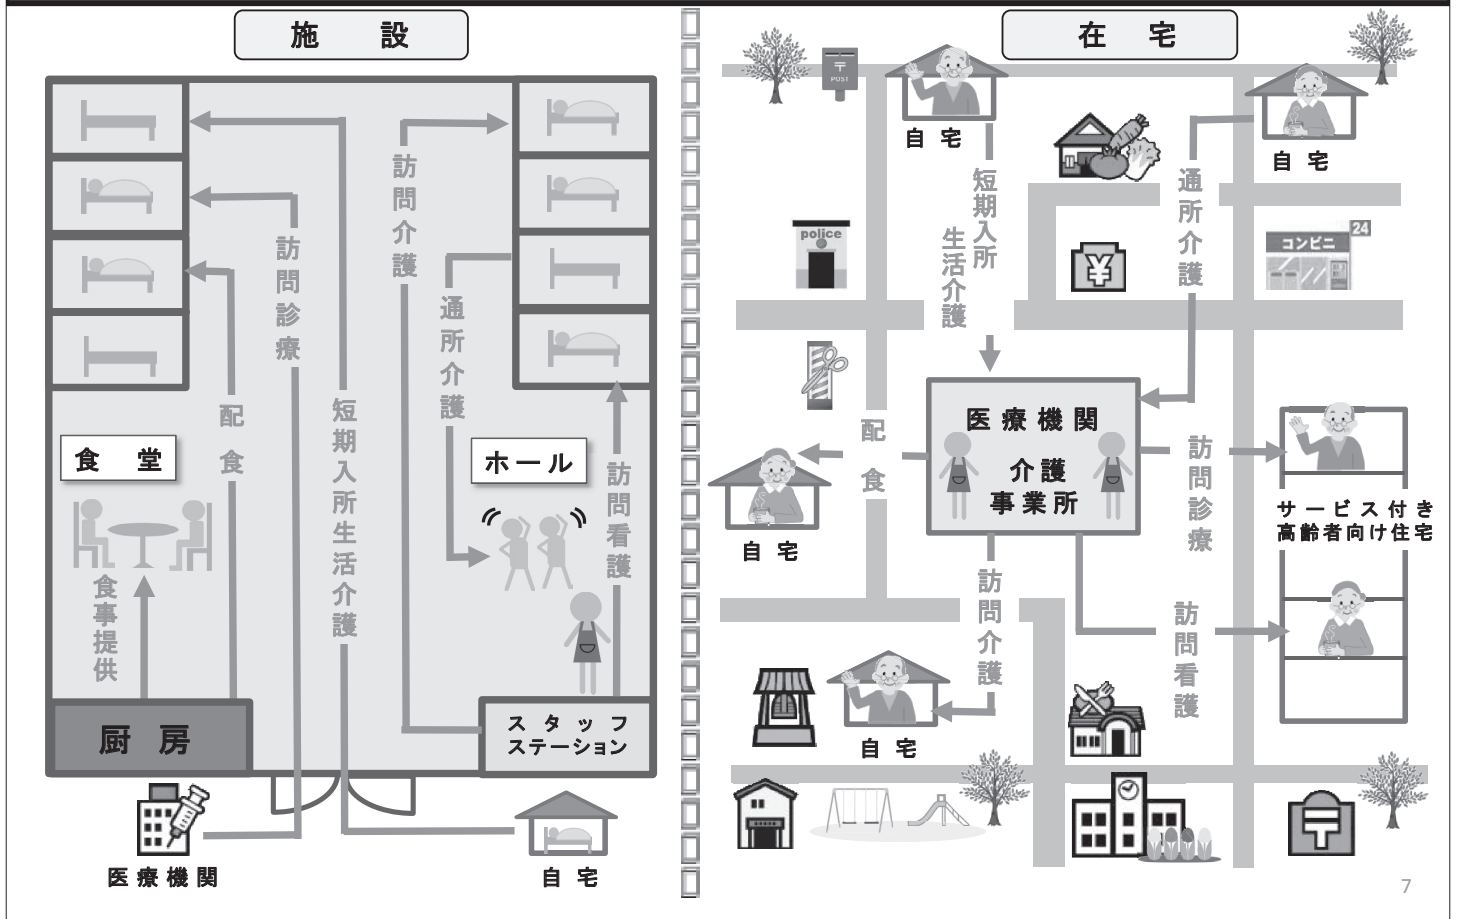 施設
訪問介護
訪問診療
通所介護
配食
短期入所生活介護
食堂
ホール
訪問看護
食事提供
厨房
スタッフ
ステーション
医療機関
自宅
在宅
POST
自宅
自宅
短期入所
生活介護
通所介護
police
24
コンビニ
¥
医療機関
介護
事業所
配食
訪問診療
サービス付き
高齢者向け住宅
自宅
訪問介護
訪問看護
自宅
7